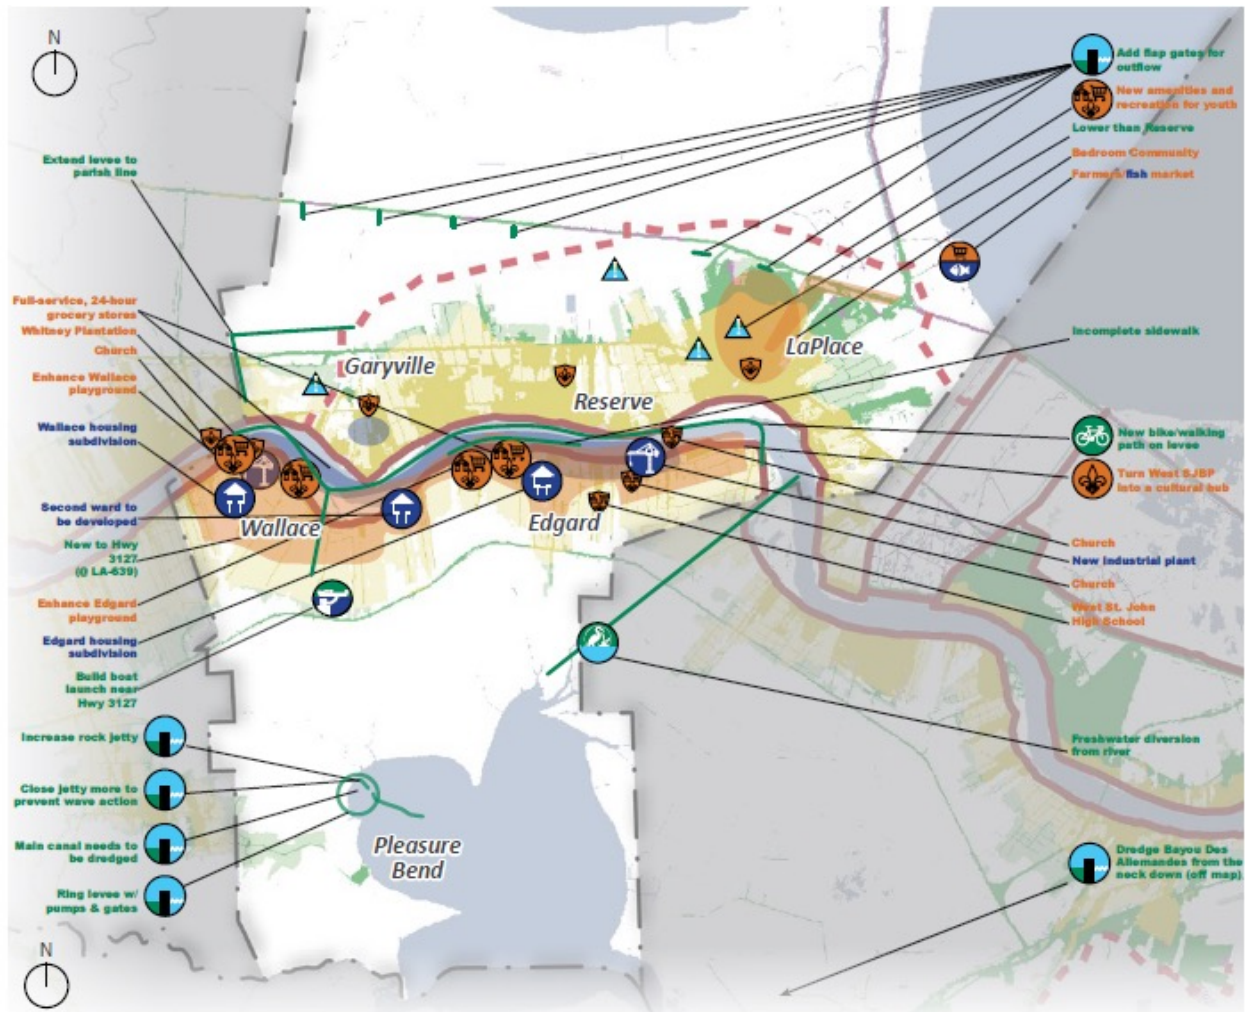 N
Add flap gates for
outflow
New amenities and
recreation for youth
Lower than Reserve
Bedroom Community
Farmers/fish market
Extend levee to
parish line
Full-service, 24-hour
grocery stores
Whitney Plantation
Church
Enhance Wallace
playground
Wallace housing
subdivision
Second ward to
be developed
New to Hwy
3127
(@ LA-639)
Enhance Edgard
playground
Edgard housing
subdivision
Build boat
launch near
Hwy 3127
Increase rock jetty
Close jetty more to
prevent wave action
Main canal needs to
be dredged
Ring levee w/
pumps & gates
N
Garyville
Reserve
LaPlace
Wallace
Edgard
Pleasure
Bend
Incomplete sidewalk
New bike/walking
path on levee
Turn West SJBP
into a cultural hub
Church
New industrial plant
Church
West St. John
High School
Freshwater diversion
from river
Dredge Bayou Des
Allemandes from the
neck down (off map)